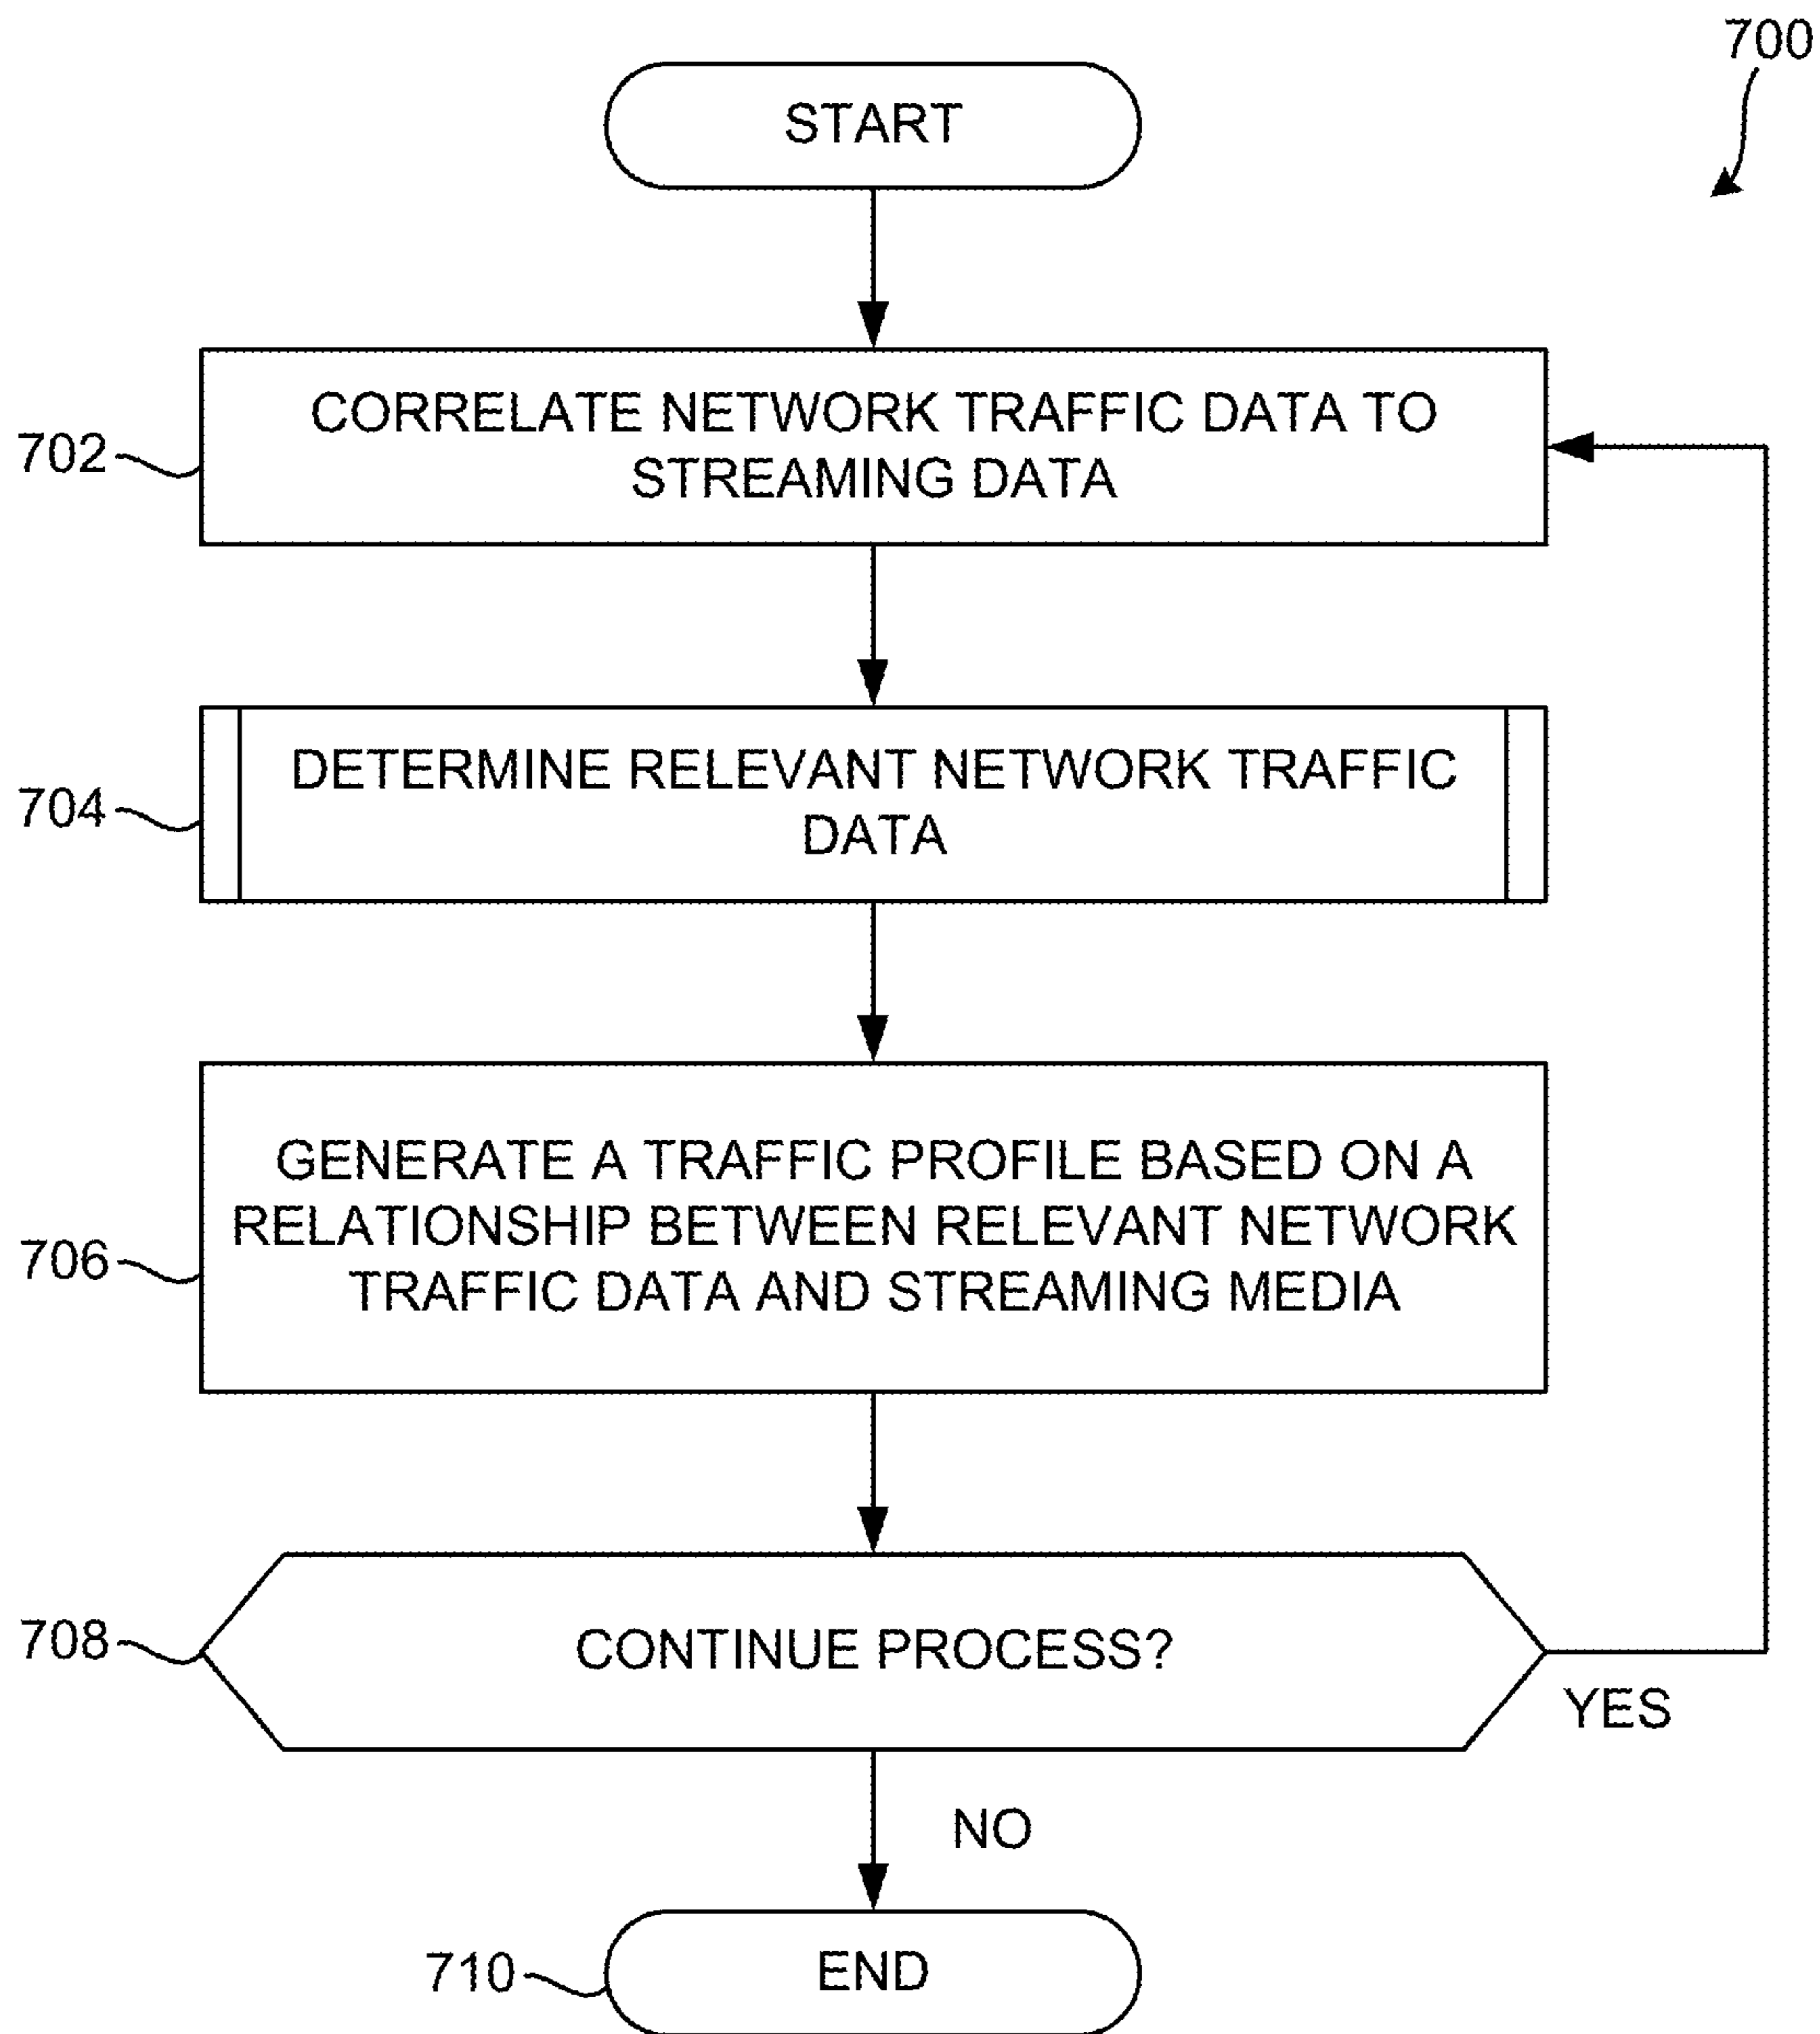 700
START
702
CORRELATE NETWORK TRAFFIC DATA TO
STREAMING DATA
704
DETERMINE RELEVANT NETWORK TRAFFIC
DATA
706
GENERATE A TRAFFIC PROFILE BASED ON A
RELATIONSHIP BETWEEN RELEVANT NETWORK
TRAFFIC DATA AND STREAMING MEDIA
708
CONTINUE PROCESS?
YES
NO
710
END